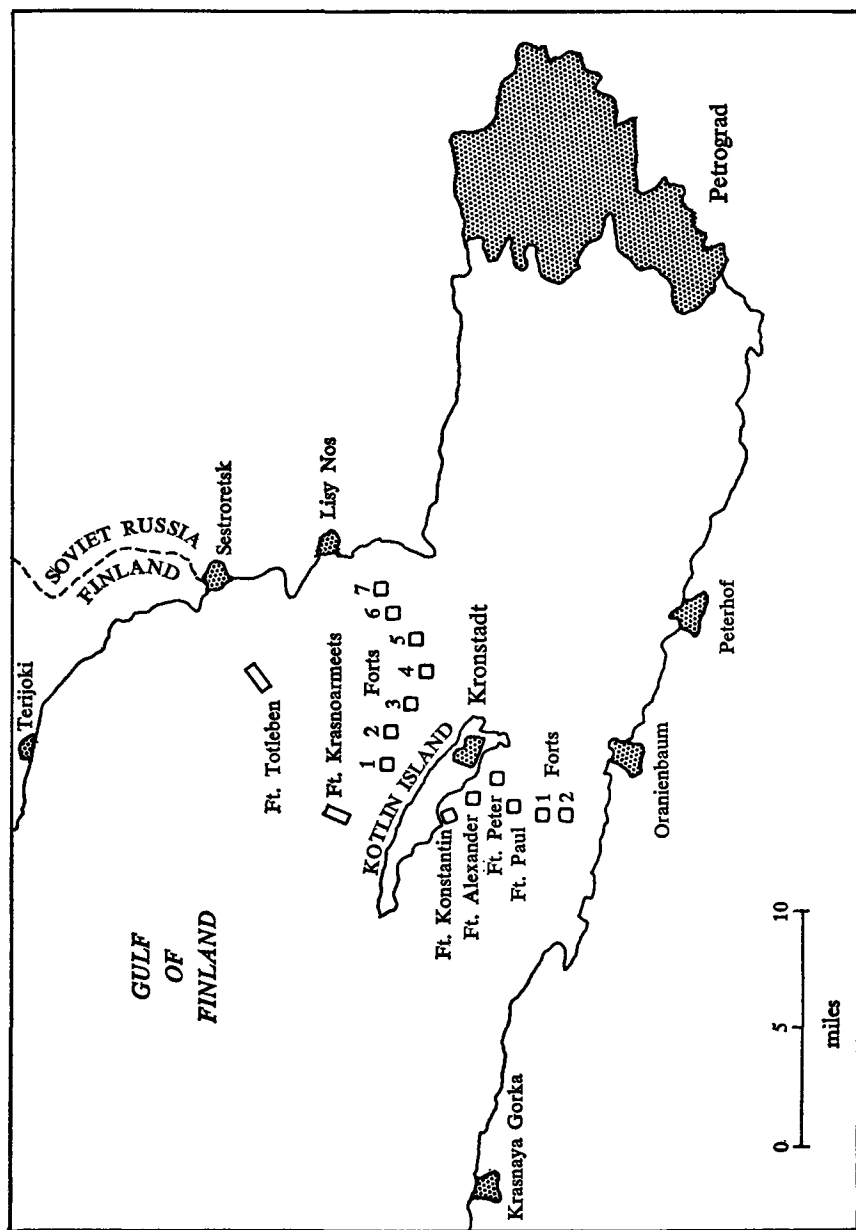 Terijoki
SOVIET RUSSIA
FINLAND
Sestroretsk
Lisy Nos
GULF
OF
FINLAND
Ft. Totleben
Ft. Krasnoarmeets
Forts
1
2
3
4
5
6
7
KOTLIN ISLAND
Kronstadt
Ft. Konstantin
Ft. Alexander
Ft. Peter
Ft. Paul
1
2
Forts
Petrograd
Krasnaya Gorka
Oranienbaum
Peterhof
0
5
10
miles